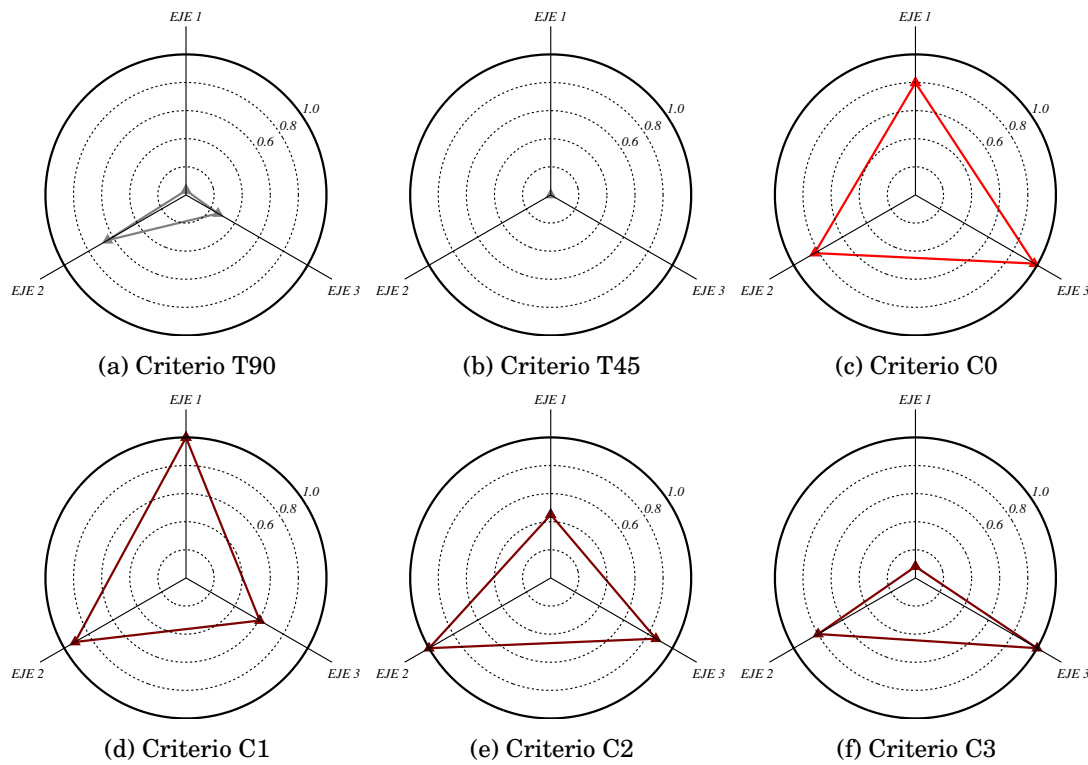 EJE 1
1.0
0.8
0.6
EJE 2
EJE 3
(a) Criterio T90
EJE 1
1.0
0.8
0.6
EJE 2
EJE 3
(b) Criterio T45
EJE 1
1.0
0.8
0.6
EJE 2
EJE 3
(c) Criterio C0
EJE 1
1.0
0.8
0.6
EJE 2
EJE 3
(d) Criterio C1
EJE 1
1.0
0.8
0.6
EJE 2
EJE 3
(e) Criterio C2
EJE 1
1.0
0.8
0.6
EJE 2
EJE 3
(f) Criterio C3